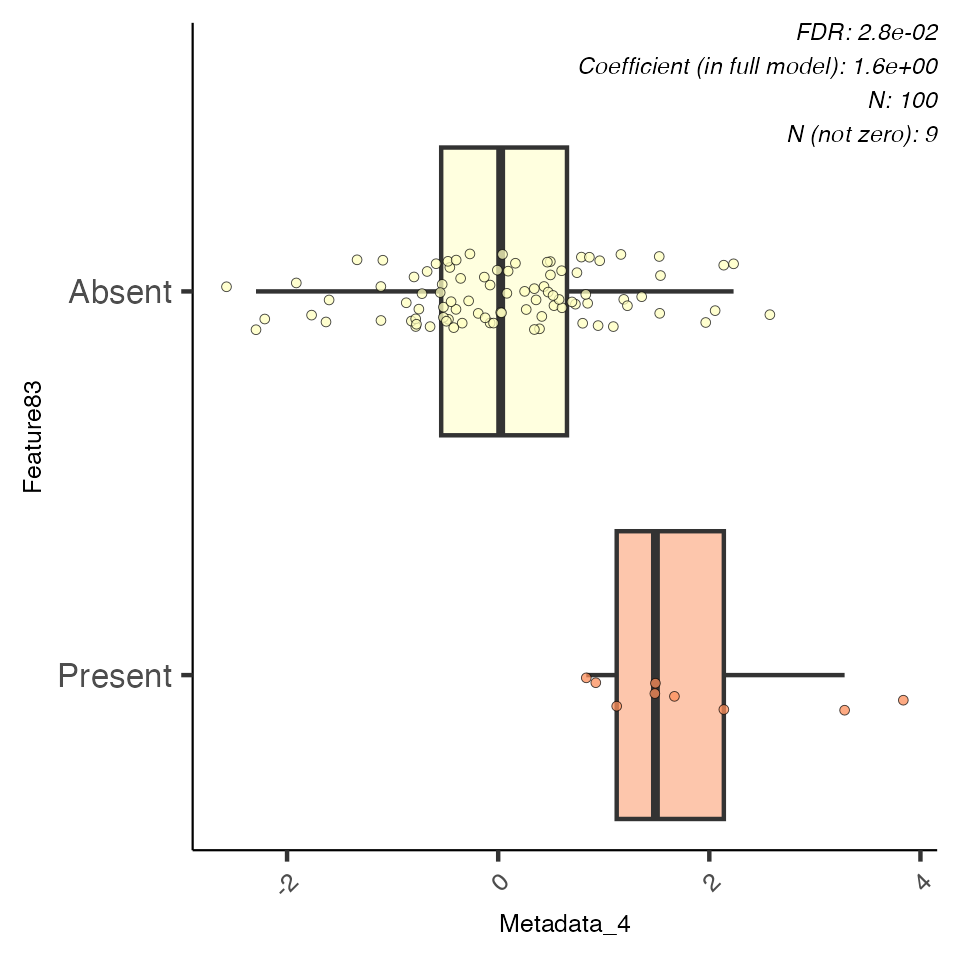 FDR: 2.8e-02
Coefficient (in full model): 1.6e+00
N: 100
N (not zero): 9
Absent
Feature83
Present
-2
0
2
4
Metadata_4